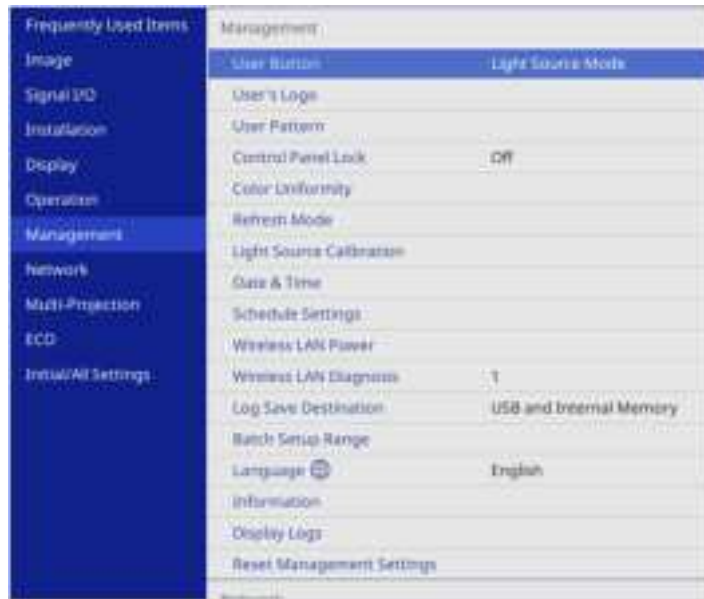 Frequently Used Items
Image
Signal I/O
Installation
Display
Operation
Management
Network
Multi-Projection
ECO
Initial/All Settings
Management
User Button Light Source Mode
User's Logo
User Pattern
Control Panel Lock Off
Color Uniformity
Refresh Mode
Light Source Calibration
Date & Time
Schedule Settings
Wireless LAN Power
Wireless LAN Diagnosis 1
Log Save Destination USB and Internal Memory
Batch Setup Range
Language English
Information
Display Logs
Reset Management Settings